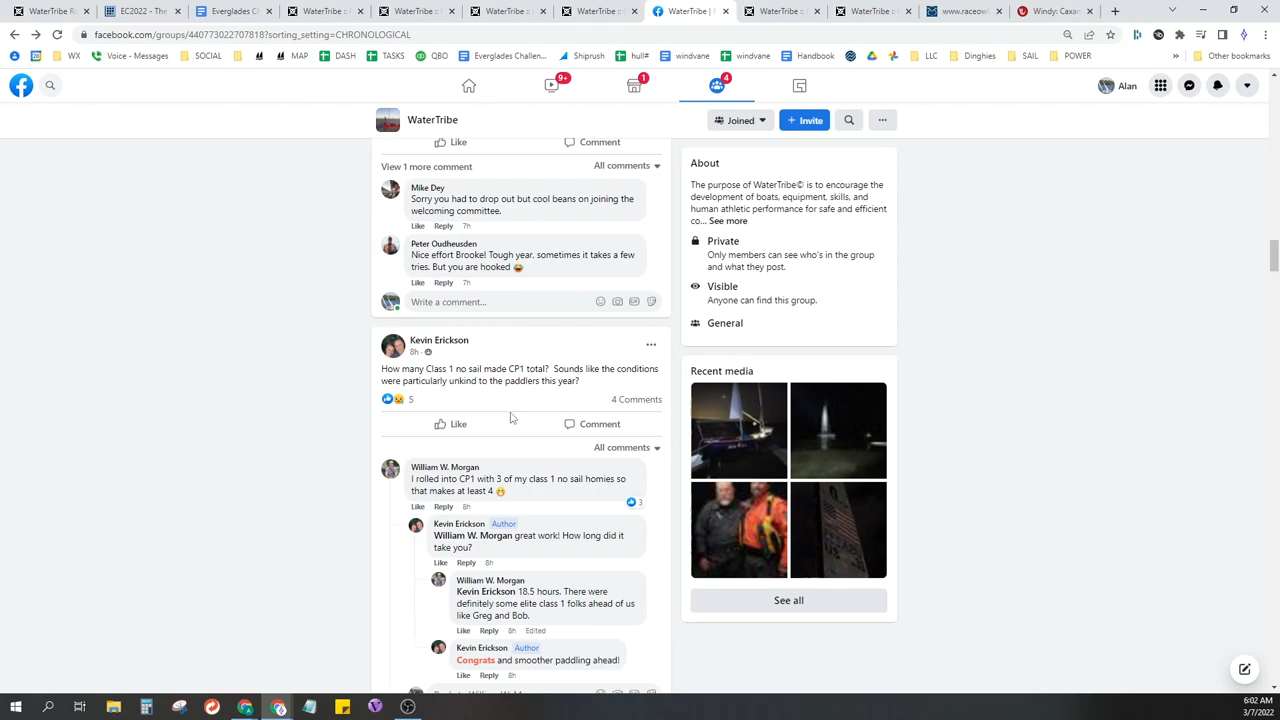 WaterTribe R
EC2022 - The
Everglades C
WaterTribe ::
WaterTribe :: 
WaterTribe ::
WaterTribe ::
WaterTribe |
WaterTribe ::
WaterTribe ::
www.raceow
Windy: Caxam
facebook.com/groups/440773022707818?sorting_setting=CHRONOLOGICAL
WX
Voice - Messages
SOCIAL
MAP
DASH
TASKS
QBO
Everglades Challen...
Shiprush
hull#
windvane
windvane
Handbook
LLC
Dinghies
SAIL
POWER
Other bookmarks
9+
1
4
Alan
WaterTribe
Joined
+ Invite
Like
Comment
View 1 more comment
All comments
Mike Dey
Sorry you had to drop out but cool beans on joining the
welcoming committee.
Like Reply 7h
Peter Oudheusden
Nice effort Brooke! Tough year, sometimes it takes a few
tries. But you are hooked 😂
Like Reply 7h
Write a comment...
Kevin Erickson
8h ·
How many Class 1 no sail made CP1 total? Sounds like the conditions
were particularly unkind to the paddlers this year?
5
4 Comments
Like
Comment
All comments
William W. Morgan
I rolled into CP1 with 3 of my class 1 no sail homies so
that makes at least 4 🤭
3
Like Reply 8h
Kevin Erickson Author
William W. Morgan great work! How long did it
take you?
Like Reply 8h
William W. Morgan
Kevin Erickson 18.5 hours. There were
definitely some elite class 1 folks ahead of us
like Greg and Bob.
Like Reply 8h Edited
Kevin Erickson Author
Congrats and smoother paddling ahead!
Like Reply 8h
About
The purpose of WaterTribe© is to encourage the
development of boats, equipment, skills, and
human athletic performance for safe and efficient
co... See more
Private
Only members can see who's in the group
and what they post.
Visible
Anyone can find this group.
General
Recent media
See all
6:02 AM
3/7/2022